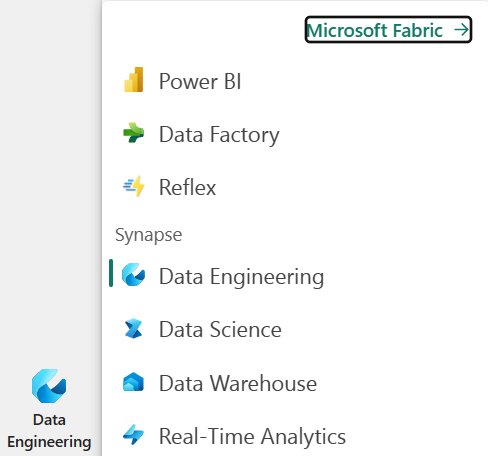 Microsoft Fabric →
Power BI
Data Factory
Reflex
Synapse
Data Engineering
Data Science
Data Warehouse
Real-Time Analytics
Data
Engineering